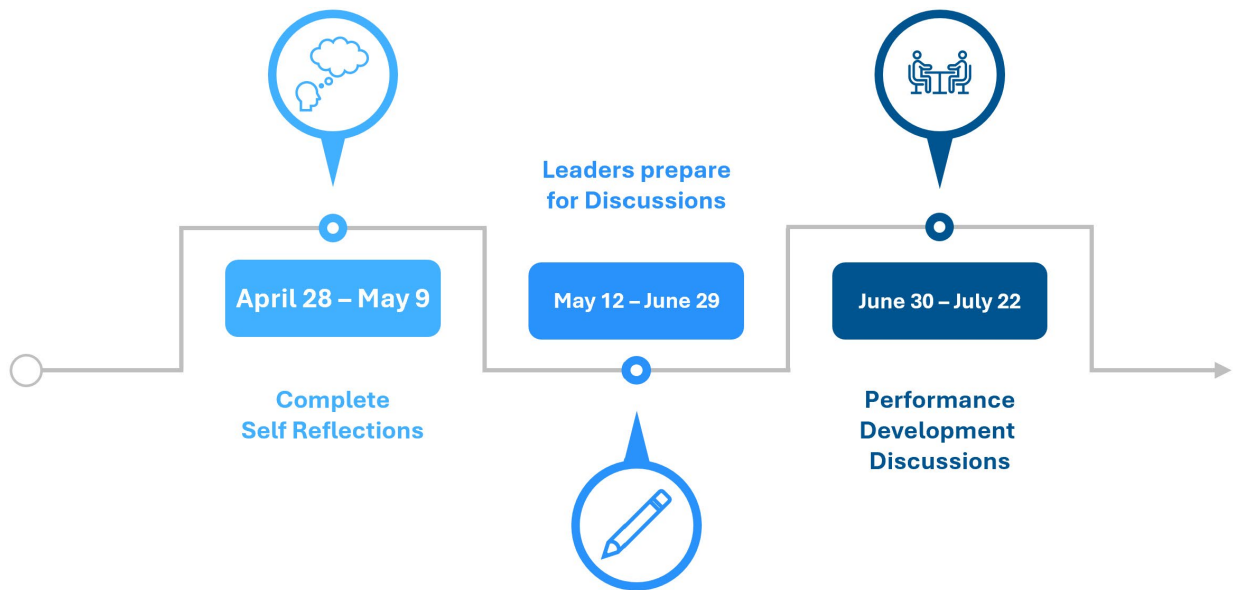 April 28 – May 9
Complete
Self Reflections
Leaders prepare
for Discussions
May 12 – June 29
June 30 – July 22
Performance
Development
Discussions